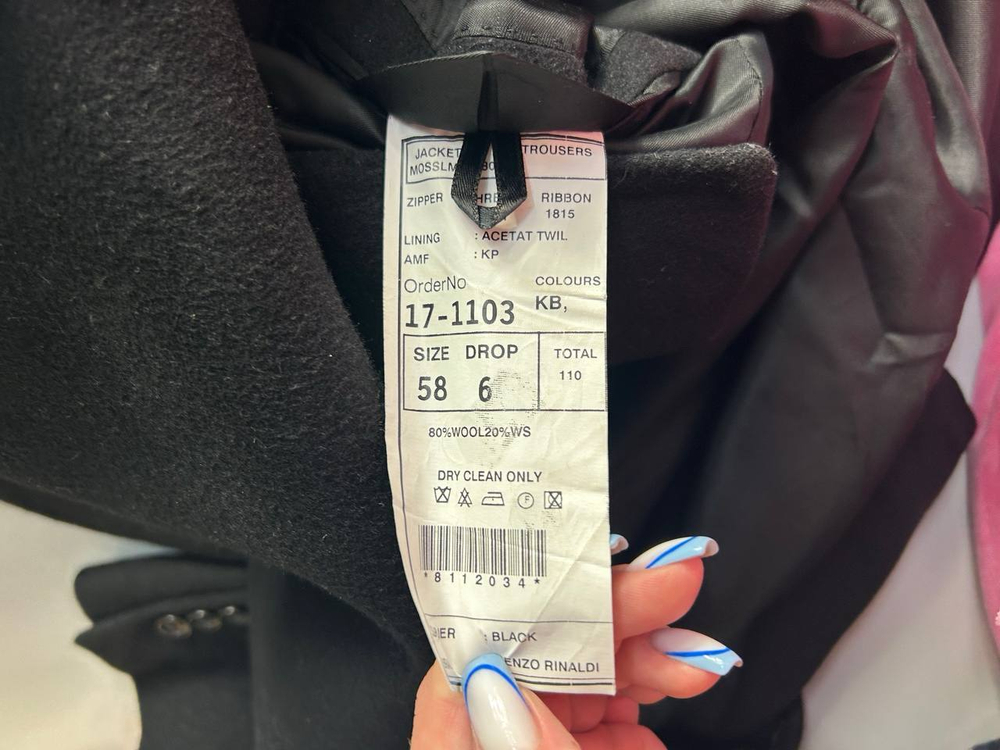 JACKET TROUSERS
ZIPPER RIBBON
1815
LINING : ACETAT TWIL
AMF : KP
OrderNo COLOURS
17-1103 KB,
SIZE DROP TOTAL
58 6 110
80%WOOL20%WS
DRY CLEAN ONLY
F
*8112034*
: BLACK
RINALDI